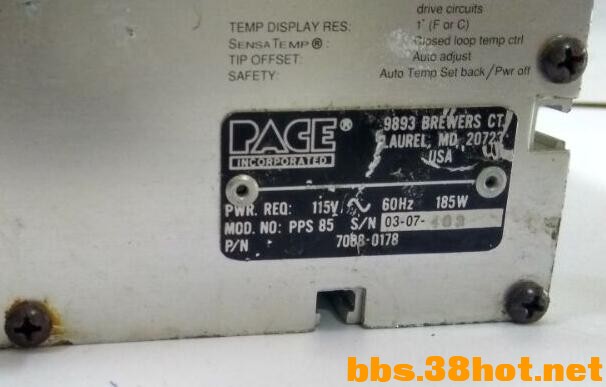 drive circuits
TEMP DISPLAY RES: 1° (F or C)
SENSATEMP®: Closed loop temp ctrl
TIP OFFSET: Auto adjust
SAFETY: Auto Temp Set back/Pwr off
PACE®
INCORPORATED
9893 BREWERS CT.
LAUREL, MD. 20723
USA
PWR. REQ: 115V ~ 60Hz 185W
MOD. NO: PPS 85 S/N 03-07-403
P/N 7008-0178
bbs.38hot.net